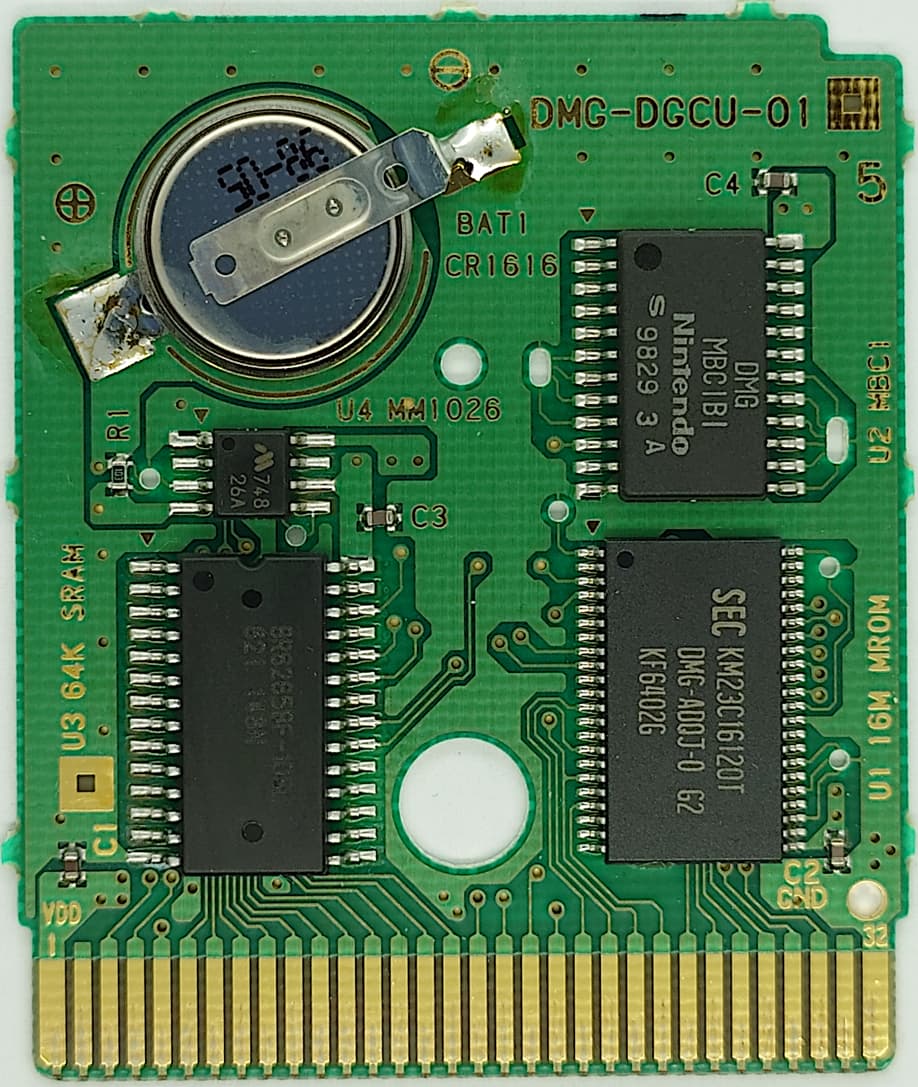 DMG-DGCU-01
5
C4
98-05
BAT1
CR1616
DMG
MBC1B1
Nintendo
S 9829 3 A
U2 MBC1
U4 MM1026
R1
748
26A
C3
U3 64K SRAM
SEC KM23C16120T
DMG-ADQJ-0 G2
KF6402G
U1 16M MROM
C1
C2
GND
VDD
1
32